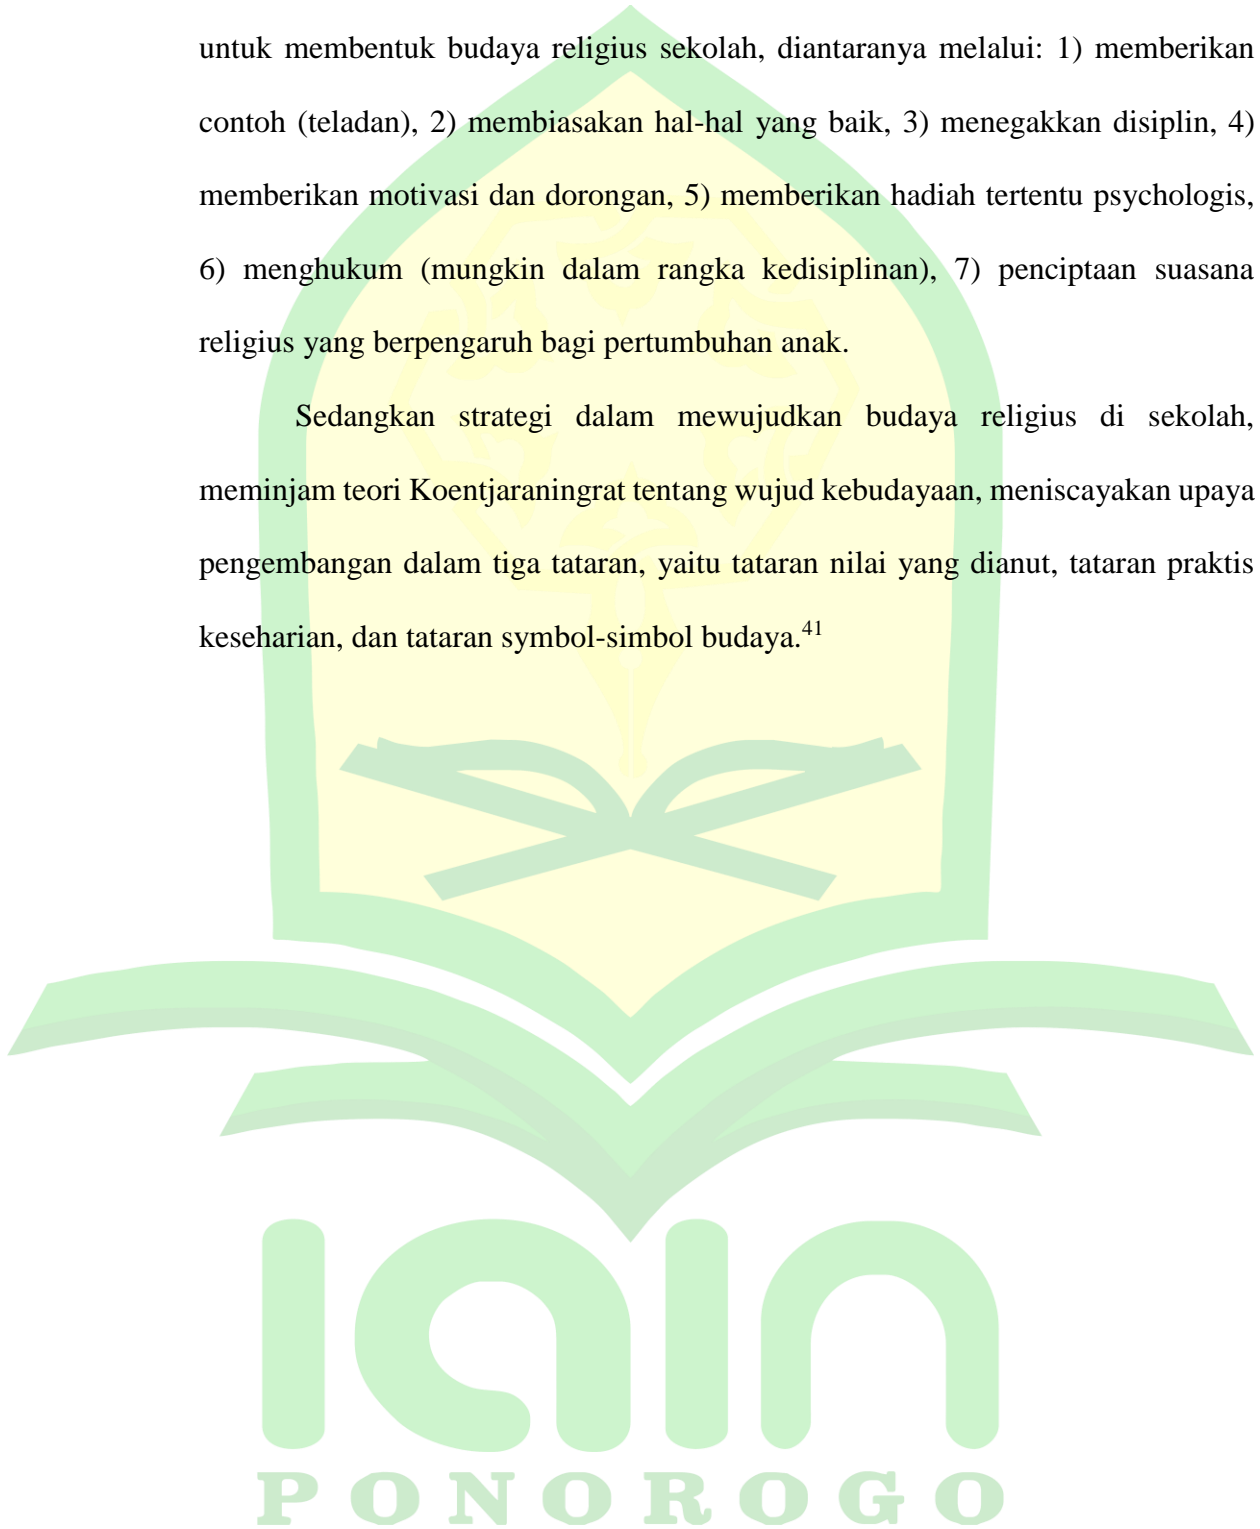 untuk membentuk budaya religius sekolah, diantaranya melalui: 1) memberikan
contoh (teladan), 2) membiasakan hal-hal yang baik, 3) menegakkan disiplin, 4)
memberikan motivasi dan dorongan, 5) memberikan hadiah tertentu psychologis,
6) menghukum (mungkin dalam rangka kedisiplinan), 7) penciptaan suasana
religius yang berpengaruh bagi pertumbuhan anak.
Sedangkan strategi dalam mewujudkan budaya religius di sekolah,
meminjam teori Koentjaraningrat tentang wujud kebudayaan, meniscayakan upaya
pengembangan dalam tiga tataran, yaitu tataran nilai yang dianut, tataran praktis
keseharian, dan tataran symbol-simbol budaya.41
iain
PONOROGO